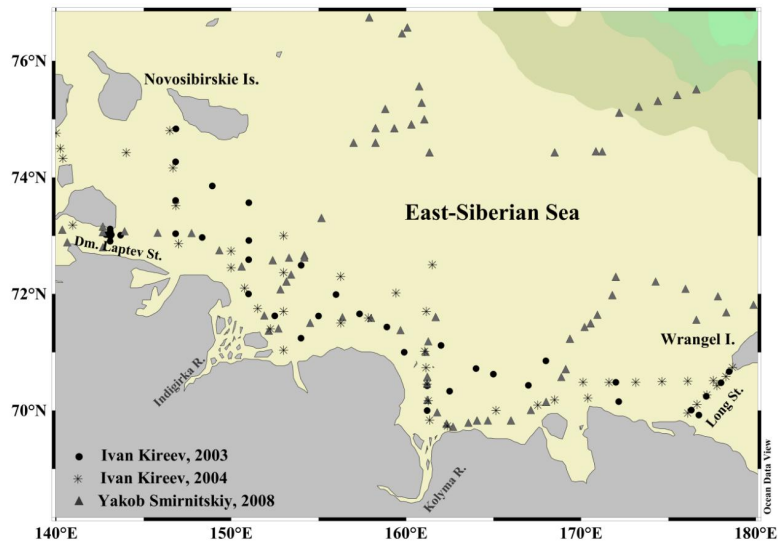 76°N
Novosibirskie Is.
74°N
East-Siberian Sea
Dm. Laptev St.
72°N
Wrangel I.
Indigirka R.
Long St.
70°N
Ivan Kireev, 2003
Ivan Kireev, 2004
Yakob Smirnitskiy, 2008
Kolyma R.
Ocean Data View
140°E
150°E
160°E
170°E
180°E